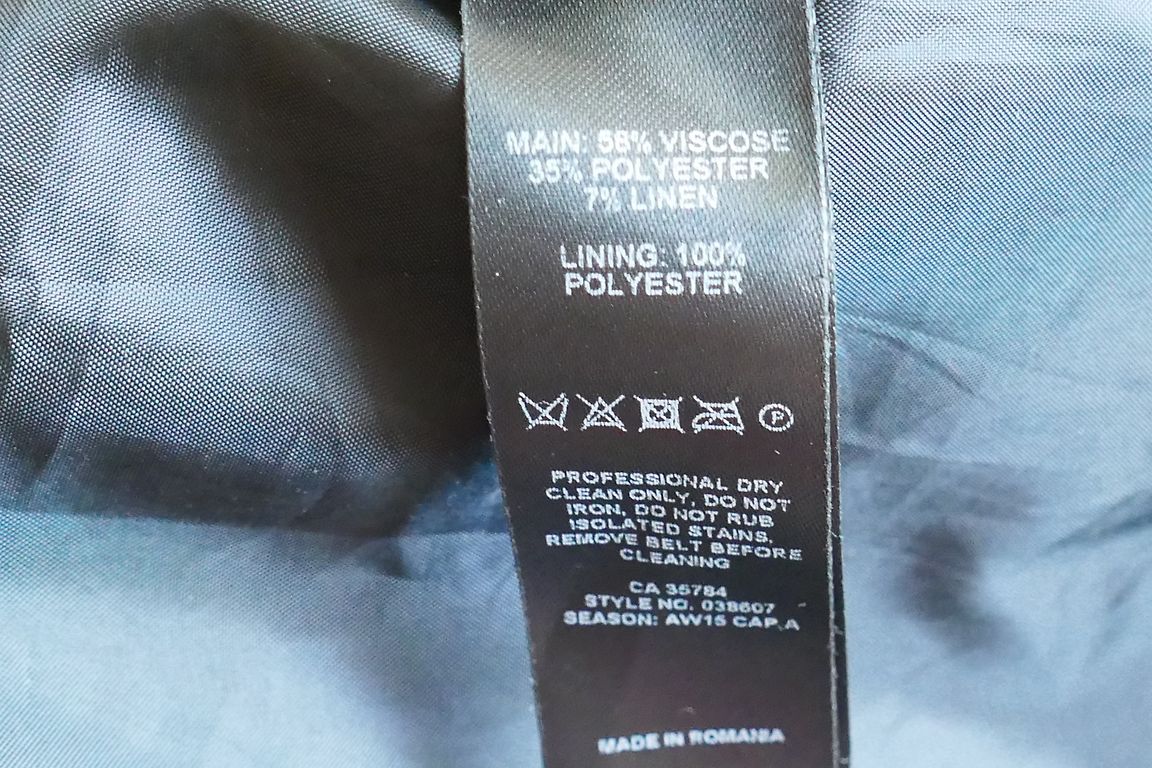 MAIN: 58% VISCOSE
35% POLYESTER
7% LINEN
LINING: 100%
POLYESTER
P
PROFESSIONAL DRY
CLEAN ONLY, DO NOT
IRON, DO NOT RUB
ISOLATED STAINS,
REMOVE BELT BEFORE
CLEANING
CA 35784
STYLE NO. 038607
SEASON: AW15 CAP.A
MADE IN ROMANIA